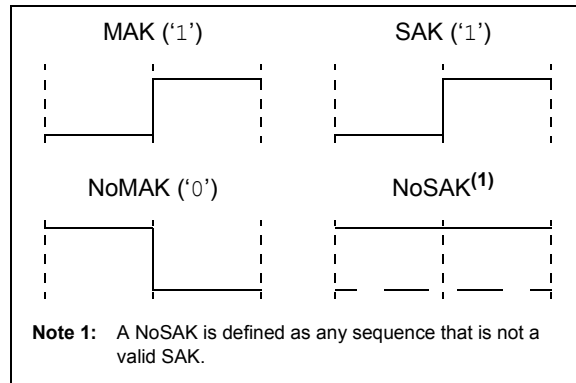 MAK (‘1’) SAK (‘1’)
NoMAK (‘0’) NoSAK(1)
Note 1: A NoSAK is defined as any sequence that is not a
valid SAK.